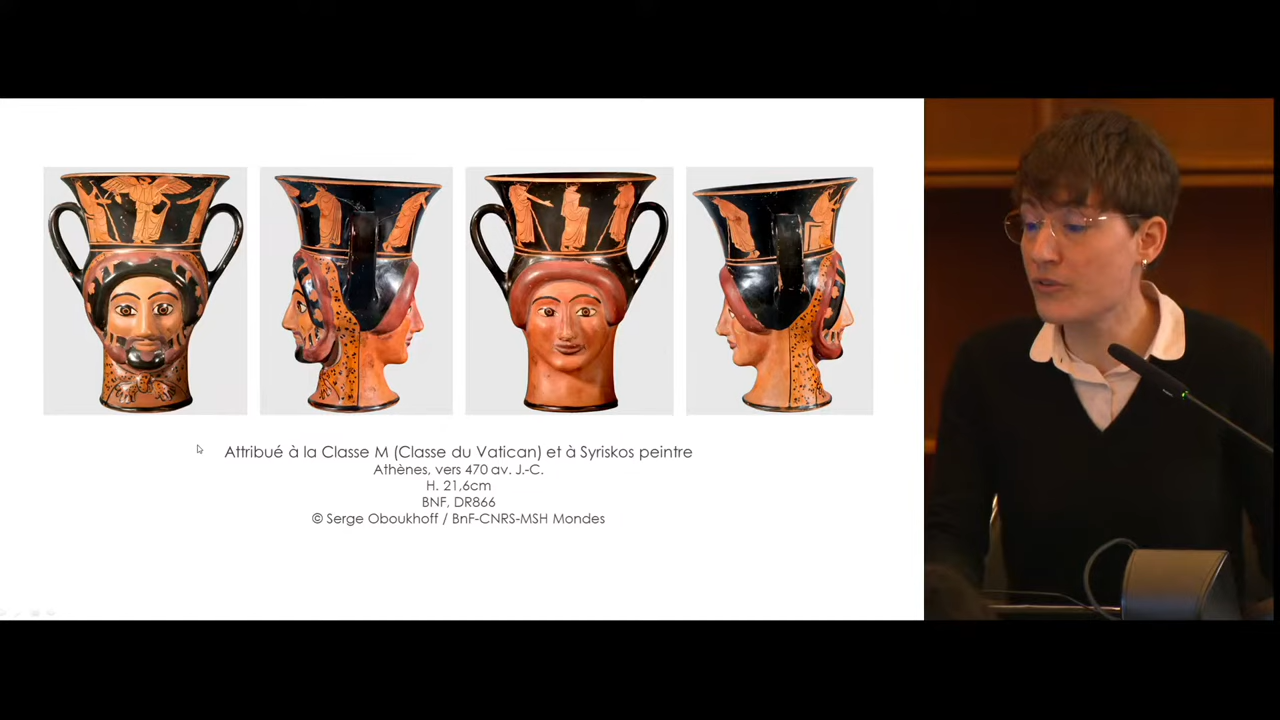 Attribué à la Classe M (Classe du Vatican) et à Syriskos peintre
Athènes, vers 470 av. J.-C.
H. 21,6cm
BNF, DR866
© Serge Oboukhoff / BnF-CNRS-MSH Mondes